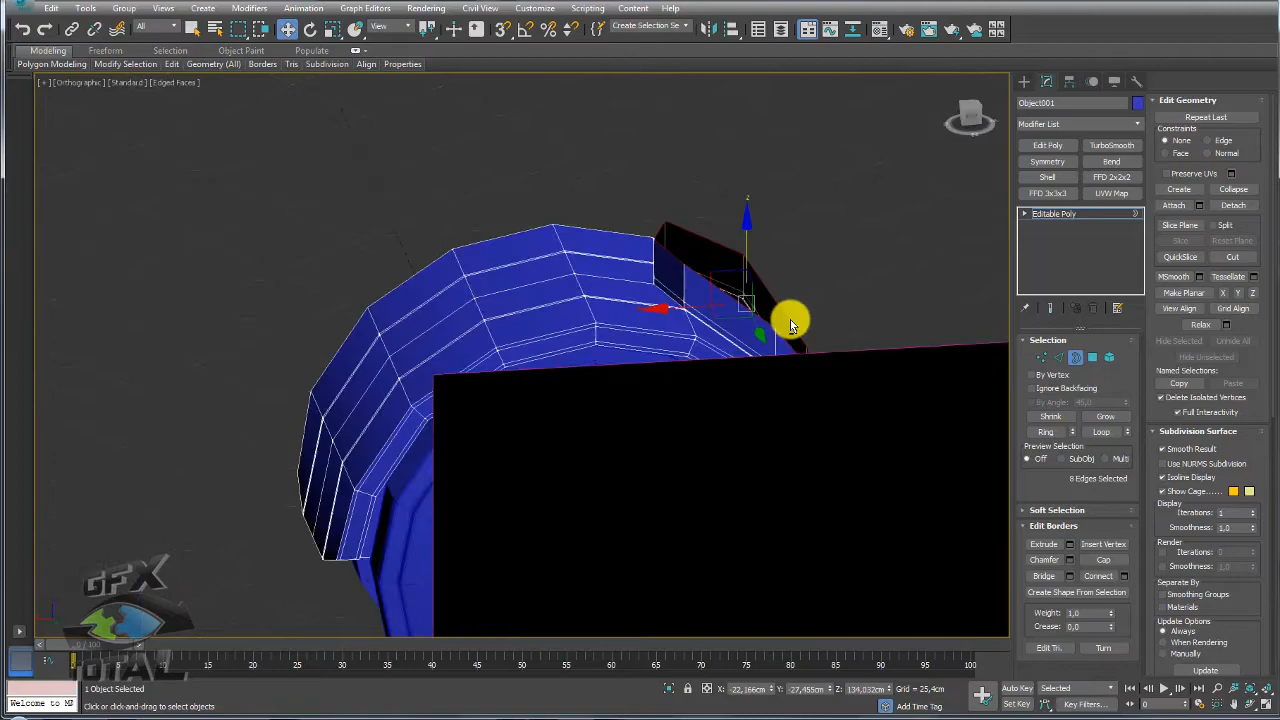 Edit Tools Group Views Create Modifiers Animation Graph Editors Rendering Civil View Customize Scripting Content Help
All View Create Selection Se
Modeling Freeform Selection Object Paint Populate
Polygon Modeling Modify Selection Edit Geometry (All) Borders Tris Subdivision Align Properties
[+] [Orthographic] [Standard] [Edged Faces]
z
Object001
Modifier List
Edit Poly TurboSmooth
Symmetry Bend
Shell FFD 2x2x2
FFD 3x3x3 UVW Map
Editable Poly
Selection
By Vertex
Ignore Backfacing
By Angle: 45,0
Shrink Grow
Ring Loop
Preview Selection
Off SubObj Multi
8 Edges Selected
Soft Selection
Edit Borders
Extrude Insert Vertex
Chamfer Cap
Bridge Connect
Create Shape From Selection
Weight: 1,0
Crease: 0,0
Edit Tri. Turn
Edit Geometry
Repeat Last
Constraints
None Edge
Face Normal
Preserve UVs
Create Collapse
Attach Detach
Slice Plane Split
Slice Reset Plane
QuickSlice Cut
MSmooth Tessellate
Make Planar X Y Z
View Align Grid Align
Relax
Hide Selected Unhide All
Hide Unselected
Named Selections:
Copy Paste
Delete Isolated Vertices
Full Interactivity
Subdivision Surface
Smooth Result
Use NURMS Subdivision
Isoline Display
Show Cage......
Display
Iterations: 1
Smoothness: 1,0
Render
Iterations: 0
Smoothness: 1,0
Separate By
Smoothing Groups
Materials
Update Options
Always
When Rendering
Manually
Update
GFX
TOTAL
0 / 100
5 10 15 20 25 30 35 40 45 50 55 60 65 70 75 80 85 90 95 100
1 Object Selected
X: -22,166cm Y: -27,455cm Z: 134,032cm Grid = 25,4cm
Welcome to M
Click or click-and-drag to select objects
Add Time Tag
Auto Key Selected
Set Key Key Filters...
0